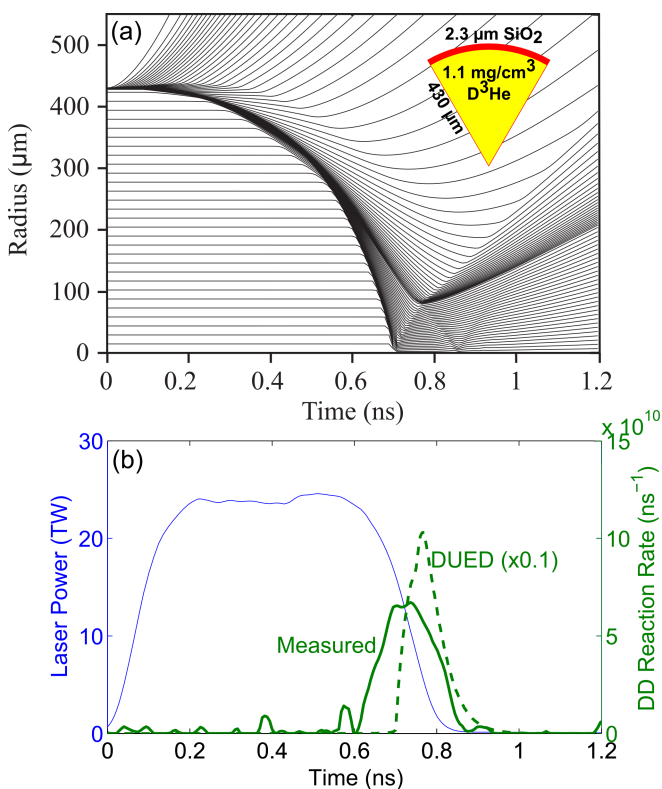 (a)
2.3 µm SiO2
1.1 mg/cm3
D3He
430 µm
Radius (µm)
500
400
300
200
100
0
0 0.2 0.4 0.6 0.8 1 1.2
Time (ns)
(b)
x 10^10
30 15
20 10
10 5
0 0
Laser Power (TW)
DD Reaction Rate (ns−1)
DUED (x0.1)
Measured
0 0.2 0.4 0.6 0.8 1 1.2
Time (ns)